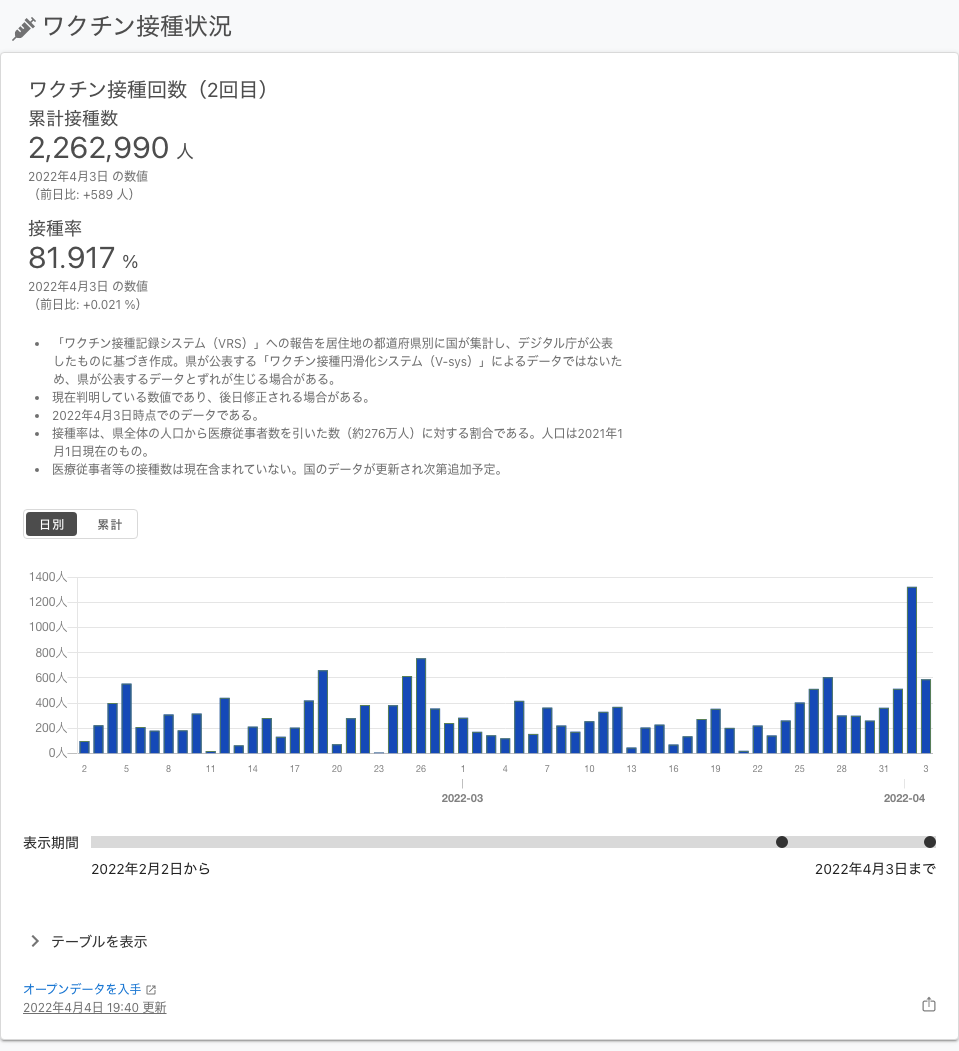 ワクチン接種状況
ワクチン接種回数（2回目）
累計接種数
2,262,990 人
2022年4月3日 の数値
（前日比: +589 人）
接種率
81.917 %
2022年4月3日 の数値
（前日比: +0.021 %）
• 「ワクチン接種記録システム（VRS）」への報告を居住地の都道府県別に国が集計し、デジタル庁が公表
したものに基づき作成。県が公表する「ワクチン接種円滑化システム（V-sys）」によるデータではないた
め、県が公表するデータとずれが生じる場合がある。
• 現在判明している数値であり、後日修正される場合がある。
• 2022年4月3日時点でのデータである。
• 接種率は、県全体の人口から医療従事者数を引いた数（約276万人）に対する割合である。人口は2021年1
月1日現在のもの。
• 医療従事者等の接種数は現在含まれていない。国のデータが更新され次第追加予定。
日別 累計
1400人
1200人
1000人
800人
600人
400人
200人
0人
2 5 8 11 14 17 20 23 26 1 4 7 10 13 16 19 22 25 28 31 3
2022-03 2022-04
表示期間
2022年2月2日から 2022年4月3日まで
テーブルを表示
オープンデータを入手
2022年4月4日 19:40 更新